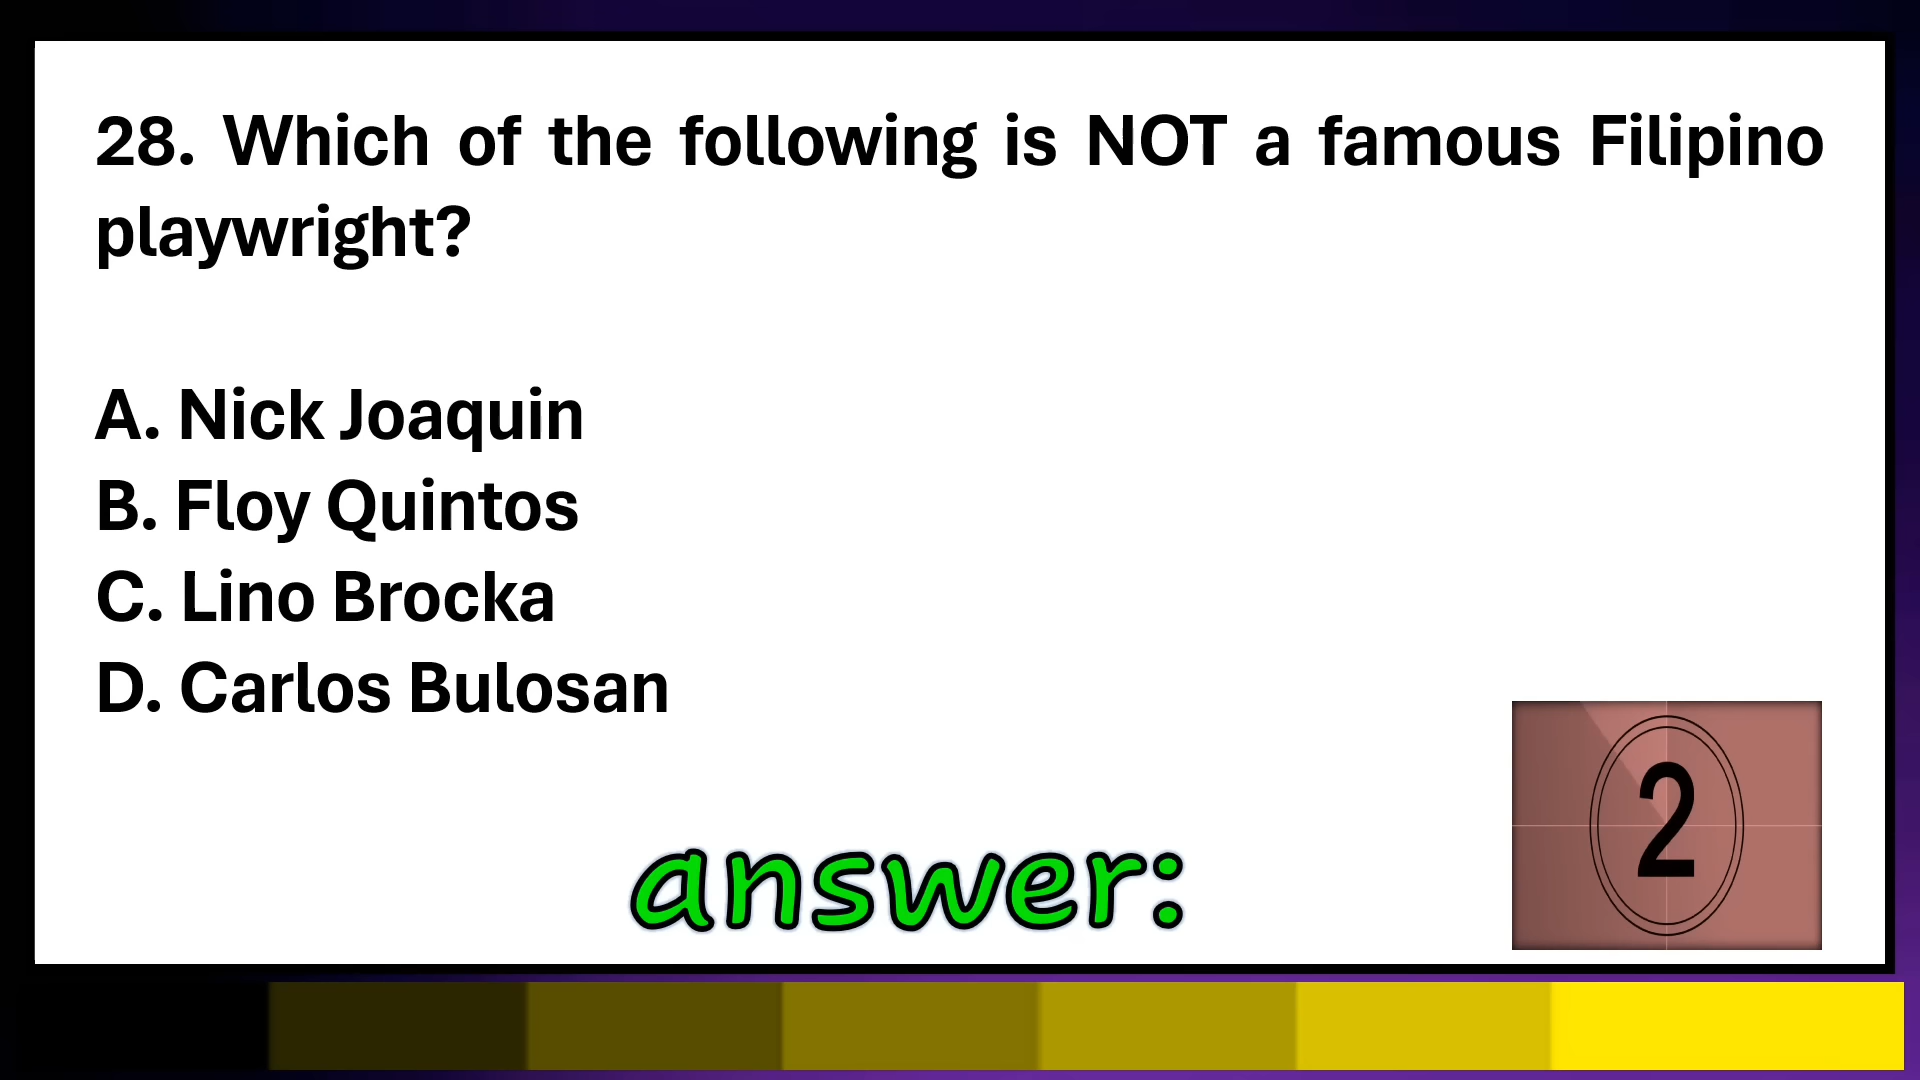 28. Which of the following is NOT a famous Filipino
playwright?
A. Nick Joaquin
B. Floy Quintos
C. Lino Brocka
D. Carlos Bulosan
answer:
2